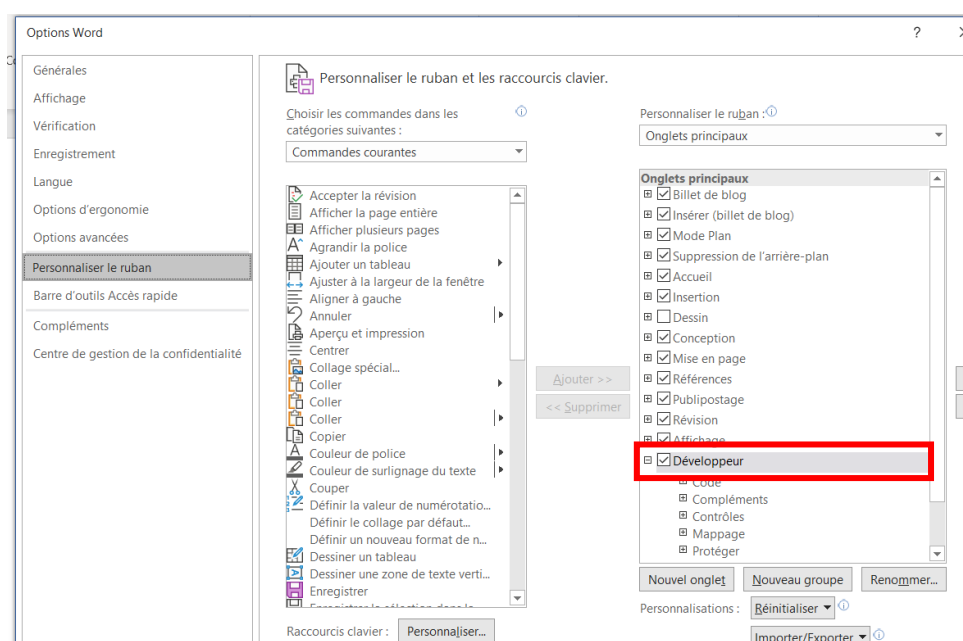 Options Word
?
Générales
Affichage
Vérification
Enregistrement
Langue
Options d'ergonomie
Options avancées
Personnaliser le ruban
Barre d'outils Accès rapide
Compléments
Centre de gestion de la confidentialité
Personnaliser le ruban et les raccourcis clavier.
Choisir les commandes dans les
catégories suivantes :
Commandes courantes
Accepter la révision
Afficher la page entière
Afficher plusieurs pages
Agrandir la police
Ajouter un tableau
Ajuster à la largeur de la fenêtre
Aligner à gauche
Annuler
Aperçu et impression
Centrer
Collage spécial...
Coller
Coller
Coller
Copier
Couleur de police
Couleur de surlignage du texte
Couper
Définir la valeur de numérotatio...
Définir le collage par défaut...
Définir un nouveau format de n...
Dessiner un tableau
Dessiner une zone de texte verti...
Enregistrer
Raccourcis clavier :
Personnaliser...
Ajouter >>
<< Supprimer
Personnaliser le ruban :
Onglets principaux
Onglets principaux
Billet de blog
Insérer (billet de blog)
Mode Plan
Suppression de l'arrière-plan
Accueil
Insertion
Dessin
Conception
Mise en page
Références
Publipostage
Révision
Affichage
Développeur
Code
Compléments
Contrôles
Mappage
Protéger
Nouvel onglet
Nouveau groupe
Renommer...
Personnalisations :
Réinitialiser
Importer/Exporter